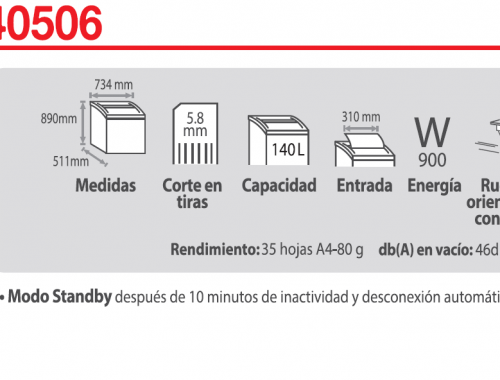 40506
734 mm
890mm
511mm
5.8
mm
140 L
310 mm
W
900
Medidas
Corte en
tiras
Capacidad
Entrada
Energía
Ru
orien
con
Rendimiento: 35 hojas A4-80 g db(A) en vacío: 46d
• Modo Standby después de 10 minutos de inactividad y desconexión automáti